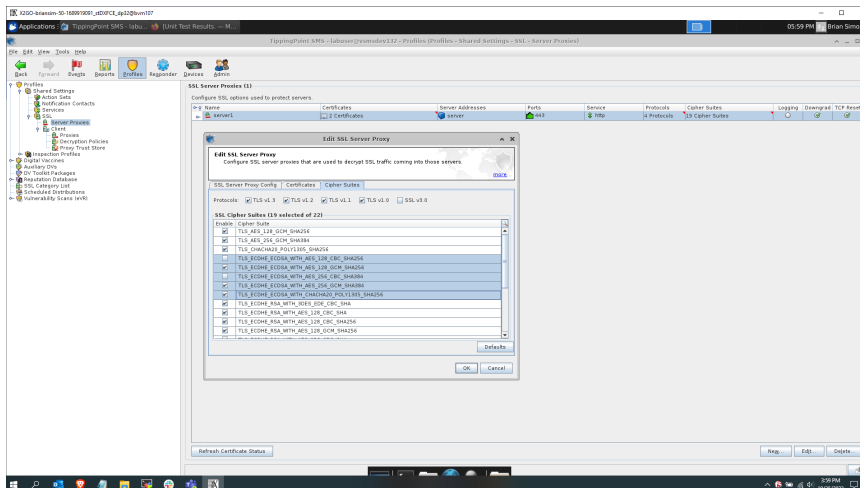 X2GO-briansim-50-1689919091_stDXFCE_dp32@bvm107
Applications
TippingPoint SMS - labu...
[Unit Test Results. — M...
05:59 PM
Brian Simo
TippingPoint SMS - labuser@vsmsdev132 - Profiles (Profiles - Shared Settings - SSL - Server Proxies)
File Edit View Tools Help
Back Forward Events Reports Profiles Responder Devices Admin
Profiles
Shared Settings
Action Sets
Notification Contacts
Services
SSL
Server Proxies
Client
Proxies
Decryption Policies
Proxy Trust Store
Inspection Profiles
Digital Vaccines
Auxiliary DVs
DV Toolkit Packages
Reputation Database
SSL Category List
Scheduled Distributions
Vulnerability Scans (eVR)
SSL Server Proxies (1)
Configure SSL options used to protect servers.
Name Certificates Server Addresses Ports Service Protocols Cipher Suites Logging Downgrad TCP Reset
server1 2 Certificates server 443 http 4 Protocols 19 Cipher Suites
Edit SSL Server Proxy
Edit SSL Server Proxy
Configure SSL server proxies that are used to decrypt SSL traffic coming into those servers.
more
SSL Server Proxy Config Certificates Cipher Suites
Protocols: TLS v1.3 TLS v1.2 TLS v1.1 TLS v1.0 SSL v3.0
SSL Cipher Suites (19 selected of 22)
Enable Cipher Suite
TLS_AES_128_GCM_SHA256
TLS_AES_256_GCM_SHA384
TLS_CHACHA20_POLY1305_SHA256
TLS_ECDHE_ECDSA_WITH_AES_128_CBC_SHA256
TLS_ECDHE_ECDSA_WITH_AES_128_GCM_SHA256
TLS_ECDHE_ECDSA_WITH_AES_256_CBC_SHA384
TLS_ECDHE_ECDSA_WITH_AES_256_GCM_SHA384
TLS_ECDHE_ECDSA_WITH_CHACHA20_POLY1305_SHA256
TLS_ECDHE_RSA_WITH_3DES_EDE_CBC_SHA
TLS_ECDHE_RSA_WITH_AES_128_CBC_SHA
TLS_ECDHE_RSA_WITH_AES_128_CBC_SHA256
TLS_ECDHE_RSA_WITH_AES_128_GCM_SHA256
Defaults
OK Cancel
Refresh Certificate Status
New... Edit... Delete...
3:59 PM